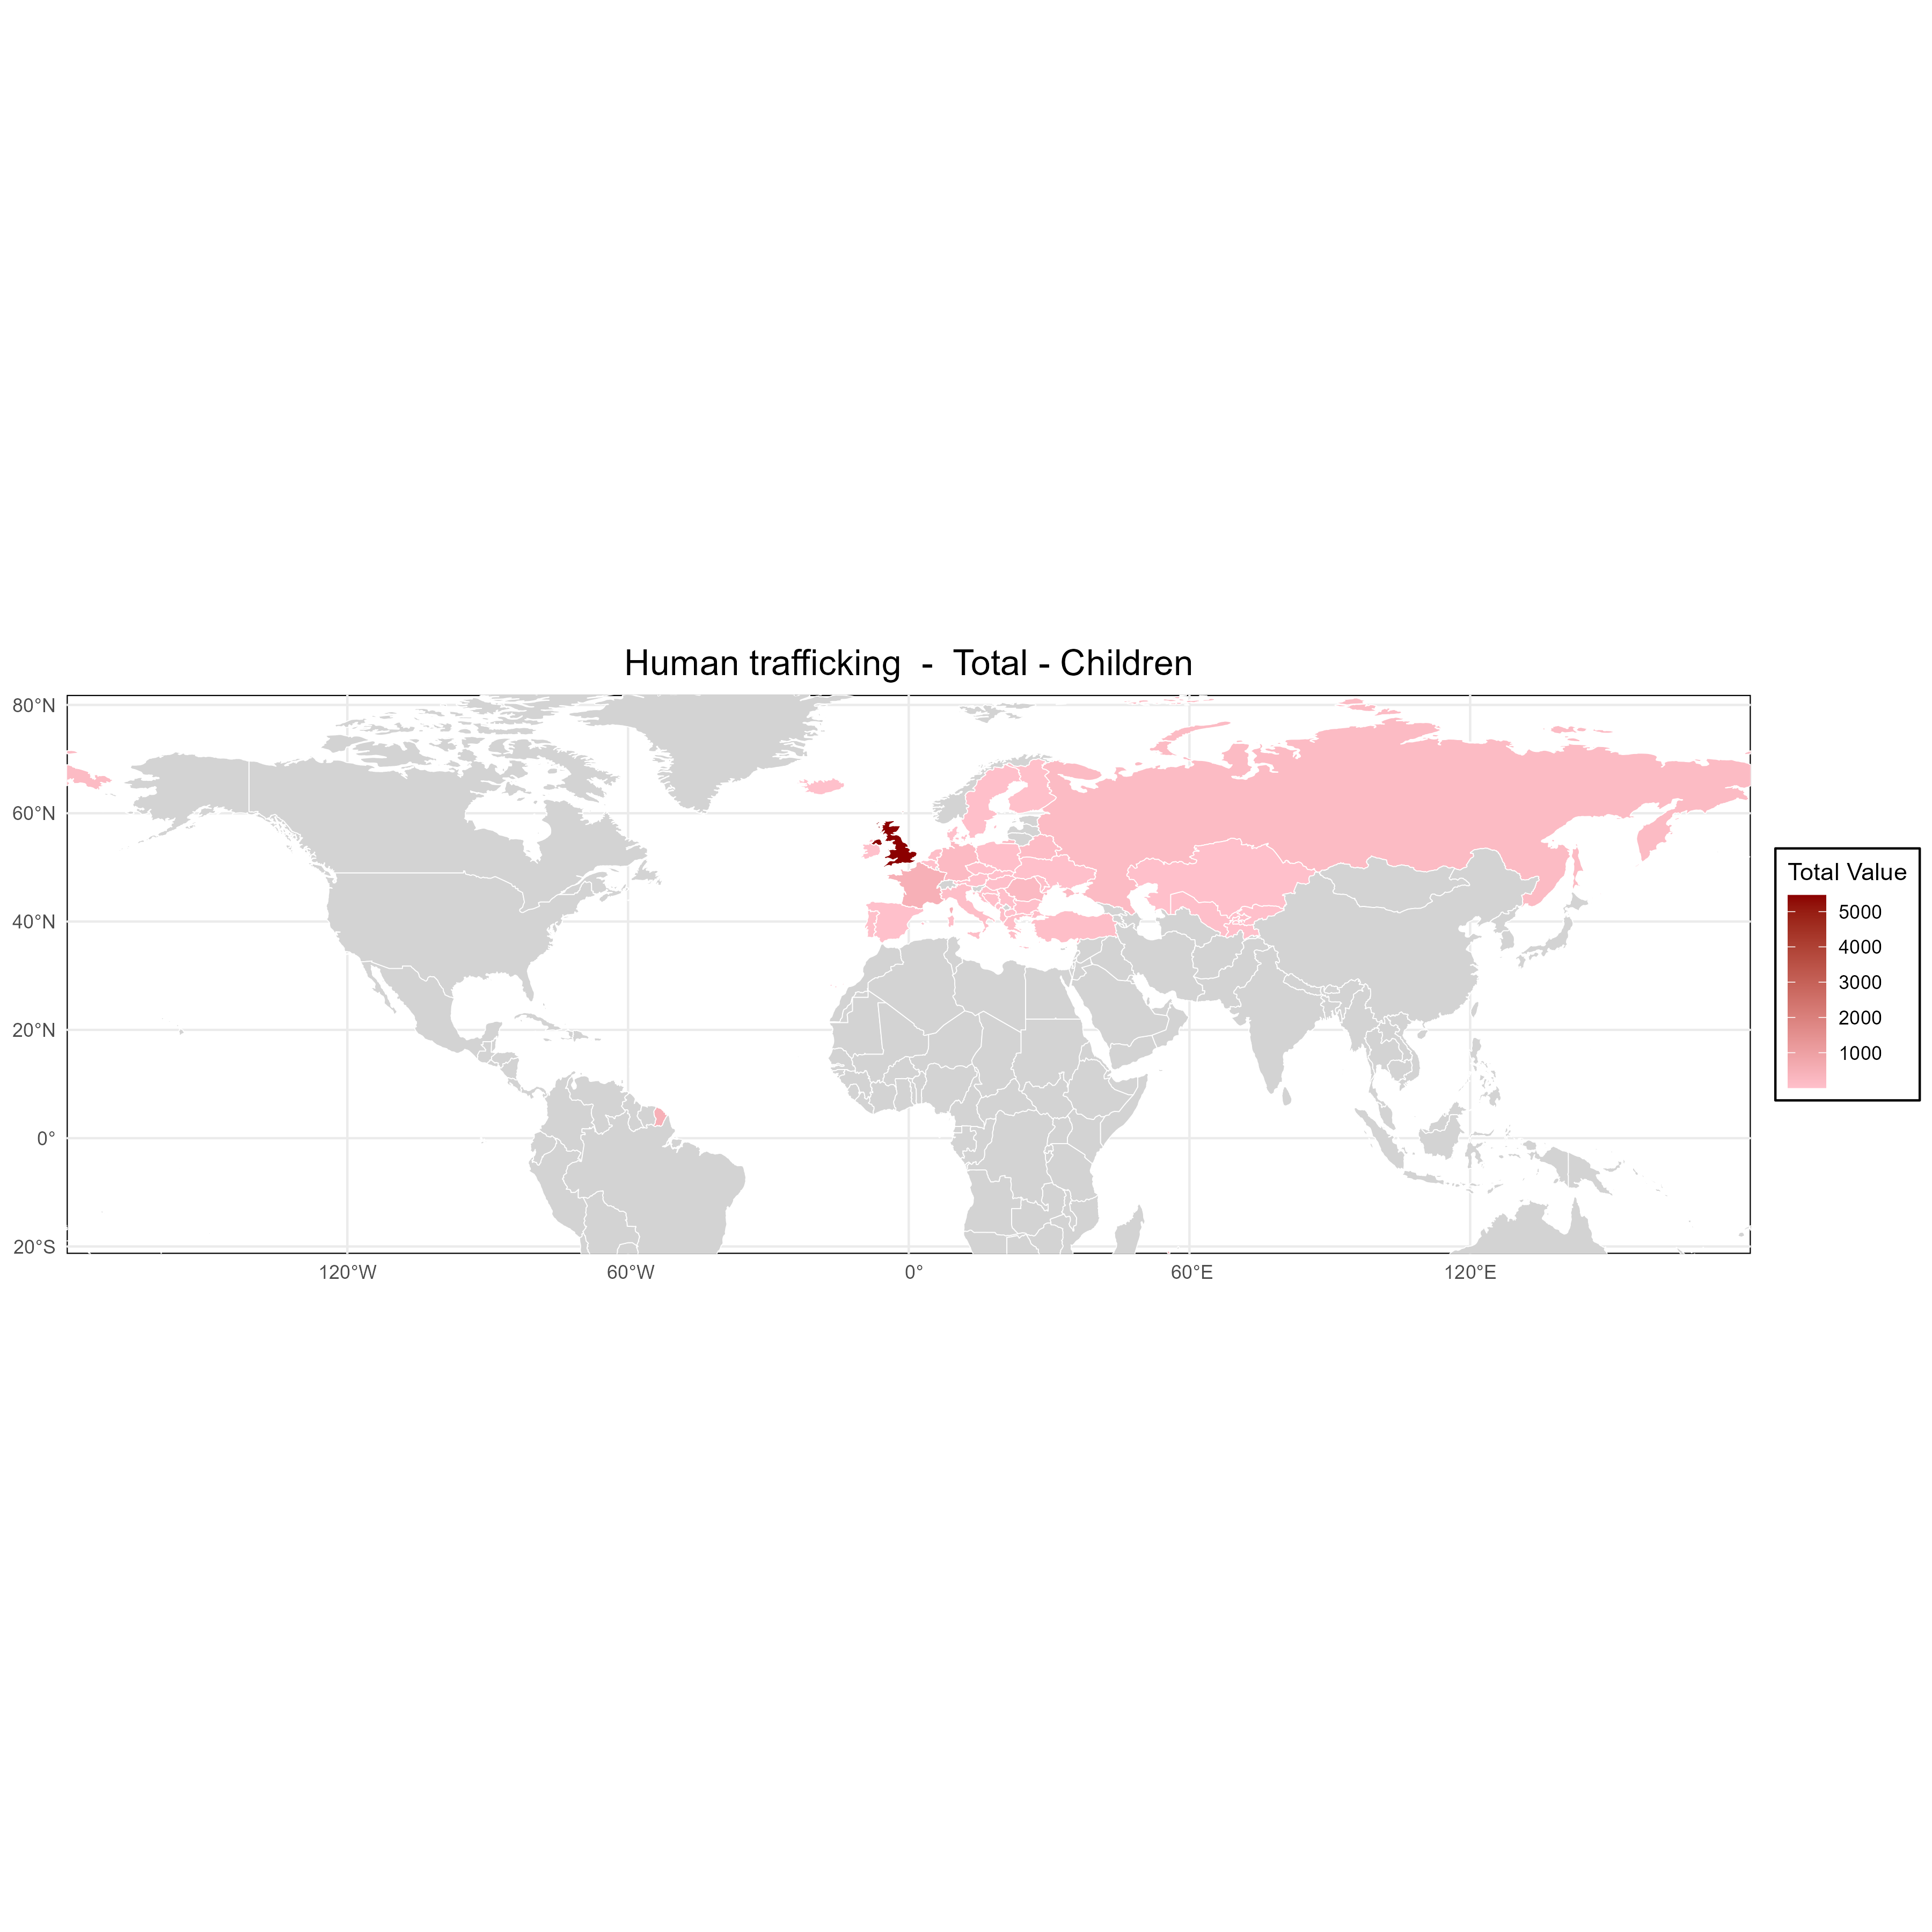 Human trafficking  -  Total - Children
80°N
60°N
40°N
20°N
0°
20°S
120°W
60°W
0°
60°E
120°E
Total Value
5000
4000
3000
2000
1000